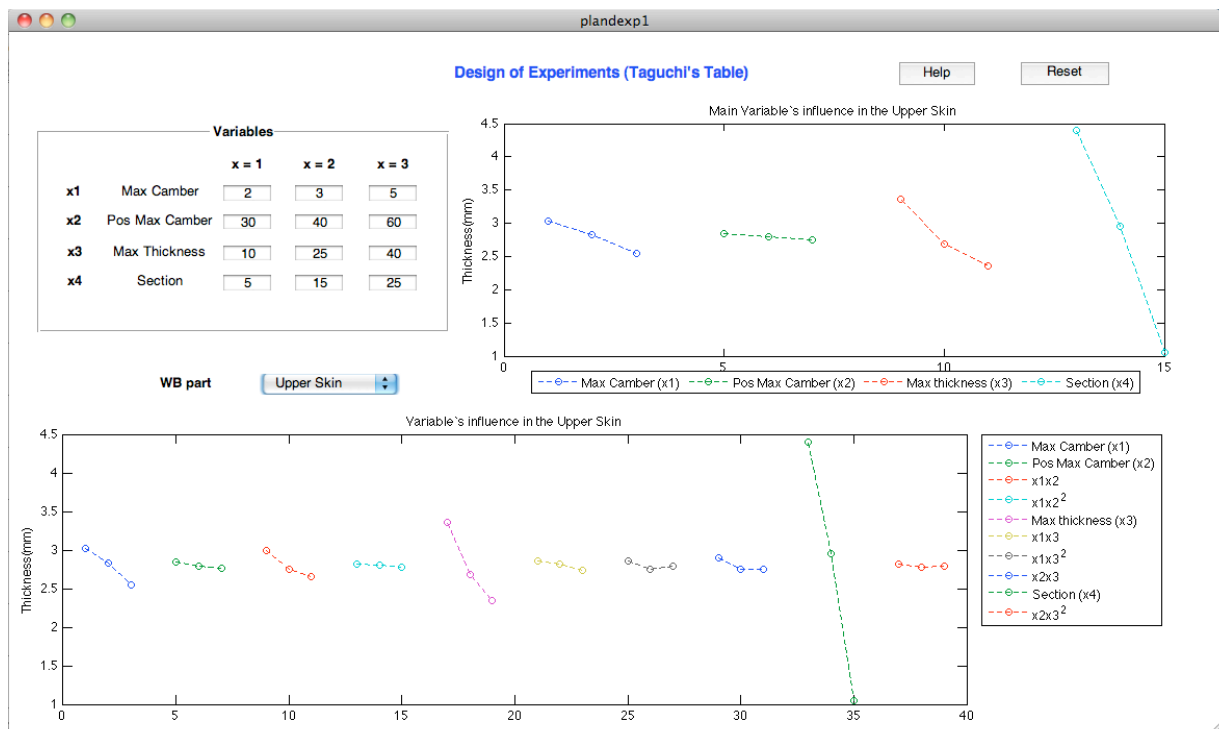 plandexp1
Design of Experiments (Taguchi's Table)
Help
Reset
Variables
x = 1 x = 2 x = 3
x1 Max Camber 2 3 5
x2 Pos Max Camber 30 40 60
x3 Max Thickness 10 25 40
x4 Section 5 15 25
WB part Upper Skin
Main Variable`s influence in the Upper Skin
Thickness(mm)
4.5
4
3.5
3
2.5
2
1.5
1
0 5 10 15
Max Camber (x1) Pos Max Camber (x2) Max thickness (x3) Section (x4)
Variable`s influence in the Upper Skin
Thickness(mm)
4.5
4
3.5
3
2.5
2
1.5
1
0 5 10 15 20 25 30 35 40
Max Camber (x1)
Pos Max Camber (x2)
x1x2
x1x2²
Max thickness (x3)
x1x3
x1x3²
x2x3
Section (x4)
x2x3²